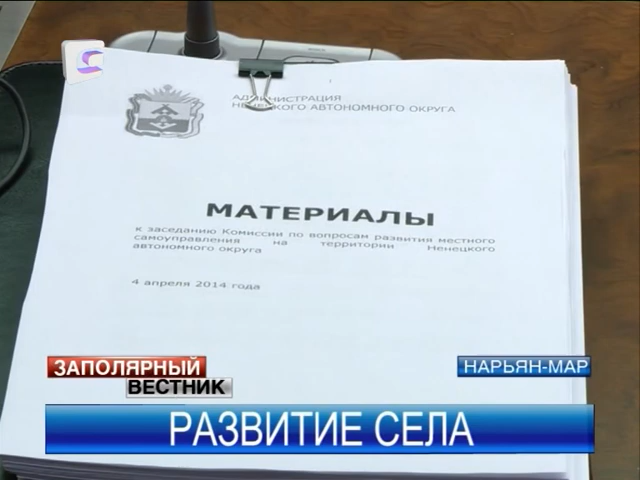 АДМИНИСТРАЦИЯ
НЕНЕЦКОГО АВТОНОМНОГО ОКРУГА
МАТЕРИАЛЫ
к заседанию Комиссии по вопросам развития местного
самоуправления на территории Ненецкого
автономного округа
4 апреля 2014 года
ЗАПОЛЯРНЫЙ
ВЕСТНИК
НАРЬЯН-МАР
РАЗВИТИЕ СЕЛА